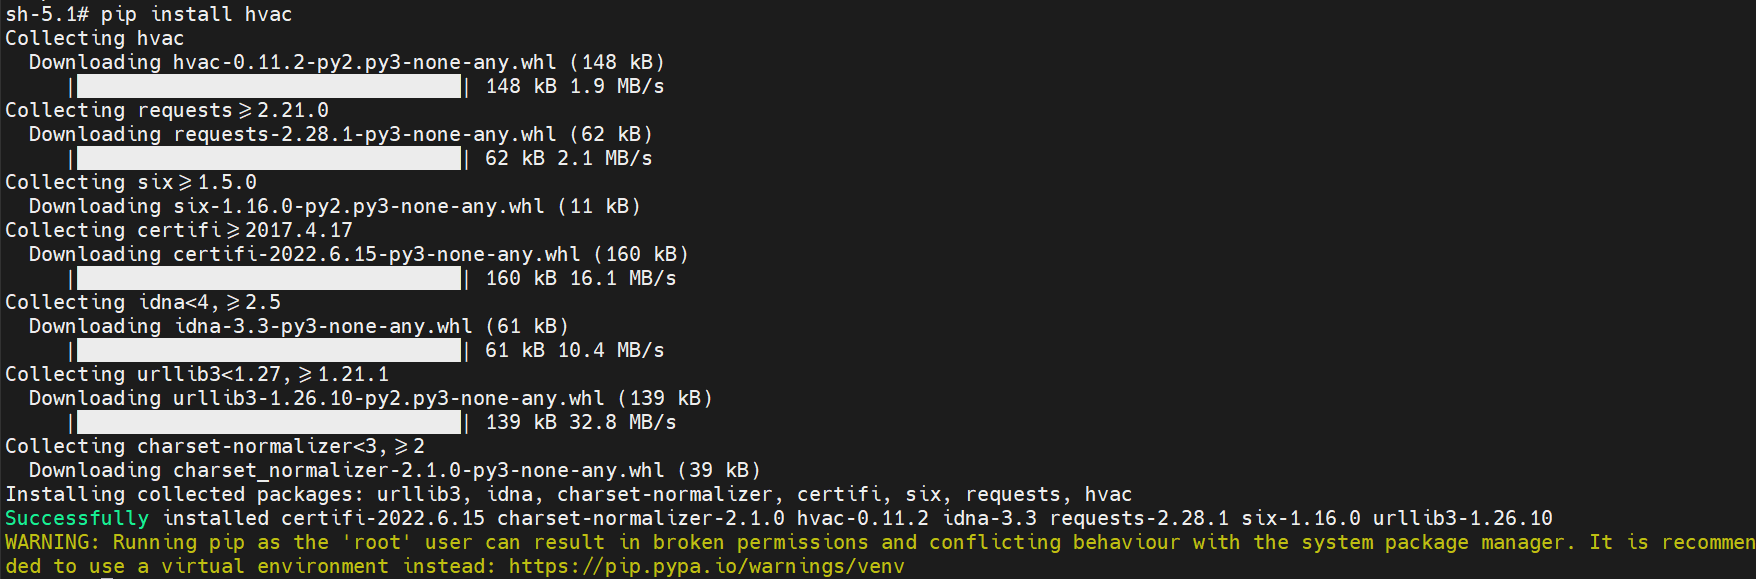 sh-5.1# pip install hvac
Collecting hvac
  Downloading hvac-0.11.2-py2.py3-none-any.whl (148 kB)
     |████████████████████████████████| 148 kB 1.9 MB/s
Collecting requests>=2.21.0
  Downloading requests-2.28.1-py3-none-any.whl (62 kB)
     |████████████████████████████████| 62 kB 2.1 MB/s
Collecting six>=1.5.0
  Downloading six-1.16.0-py2.py3-none-any.whl (11 kB)
Collecting certifi>=2017.4.17
  Downloading certifi-2022.6.15-py3-none-any.whl (160 kB)
     |████████████████████████████████| 160 kB 16.1 MB/s
Collecting idna<4,>=2.5
  Downloading idna-3.3-py3-none-any.whl (61 kB)
     |████████████████████████████████| 61 kB 10.4 MB/s
Collecting urllib3<1.27,>=1.21.1
  Downloading urllib3-1.26.10-py2.py3-none-any.whl (139 kB)
     |████████████████████████████████| 139 kB 32.8 MB/s
Collecting charset-normalizer<3,>=2
  Downloading charset_normalizer-2.1.0-py3-none-any.whl (39 kB)
Installing collected packages: urllib3, idna, charset-normalizer, certifi, six, requests, hvac
Successfully installed certifi-2022.6.15 charset-normalizer-2.1.0 hvac-0.11.2 idna-3.3 requests-2.28.1 six-1.16.0 urllib3-1.26.10
WARNING: Running pip as the 'root' user can result in broken permissions and conflicting behaviour with the system package manager. It is recommen
ded to use a virtual environment instead: https://pip.pypa.io/warnings/venv